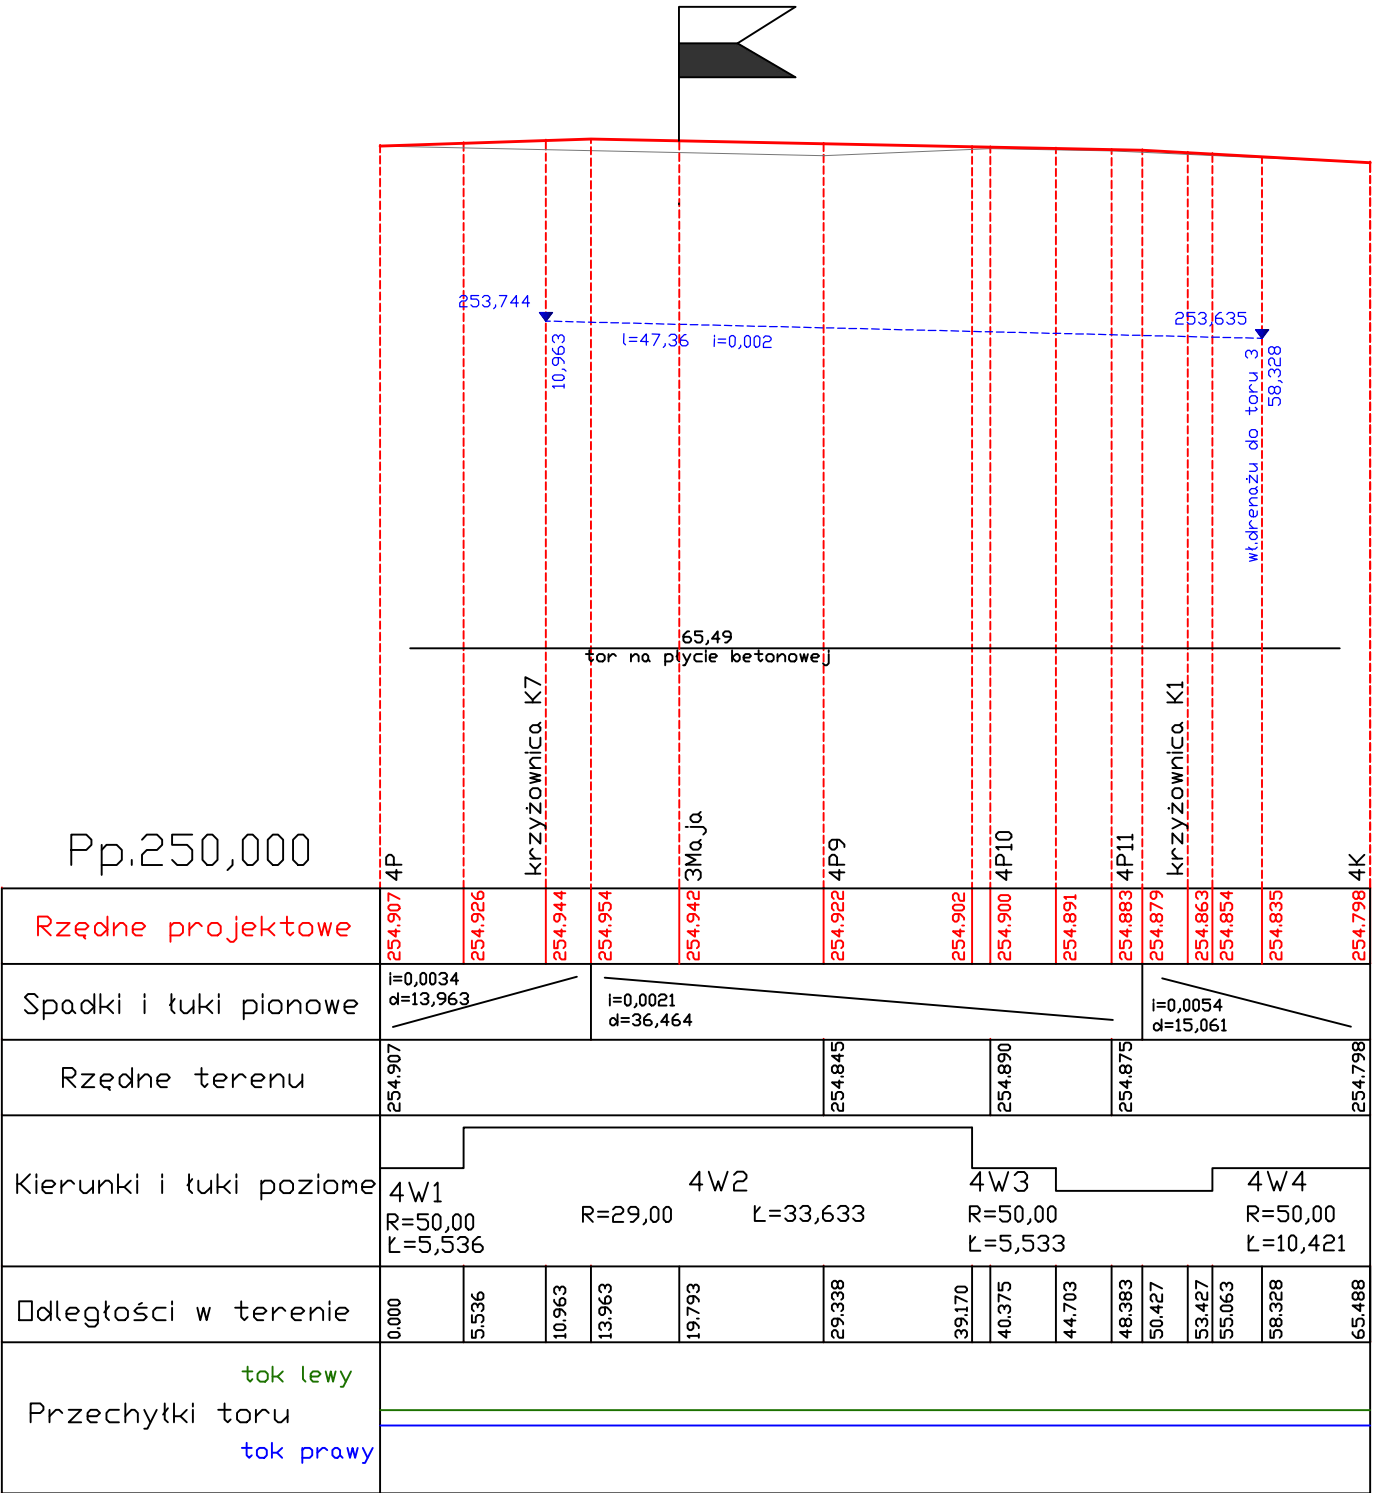 253,744
10,963
l=47,36 i=0,002
253,635
58,328
wł.drenażu do toru 3
65,49
tor na płycie betonowej
Pp.250,000
4P
krzyżownica K7
3Maja
4P9
4P10
4P11
krzyżownica K1
4K
Rzędne projektowe
254.907
254.926
254.944
254.954
254.942
254.922
254.902
254.900
254.891
254.883
254.879
254.863
254.854
254.835
254.798
Spadki i łuki pionowe
i=0,0034
d=13,963
i=0,0021
d=36,464
i=0,0054
d=15,061
Rzędne terenu
254.907
254.845
254.890
254.875
254.798
Kierunki i łuki poziome
4W1
R=50,00
Ł=5,536
4W2
R=29,00 Ł=33,633
4W3
R=50,00
Ł=5,533
4W4
R=50,00
Ł=10,421
Odległości w terenie
0.000
5.536
10.963
13.963
19.793
29.338
39.170
40.375
44.703
48.383
50.427
53.427
55.063
58.328
65.488
tok lewy
Przechyłki toru
tok prawy